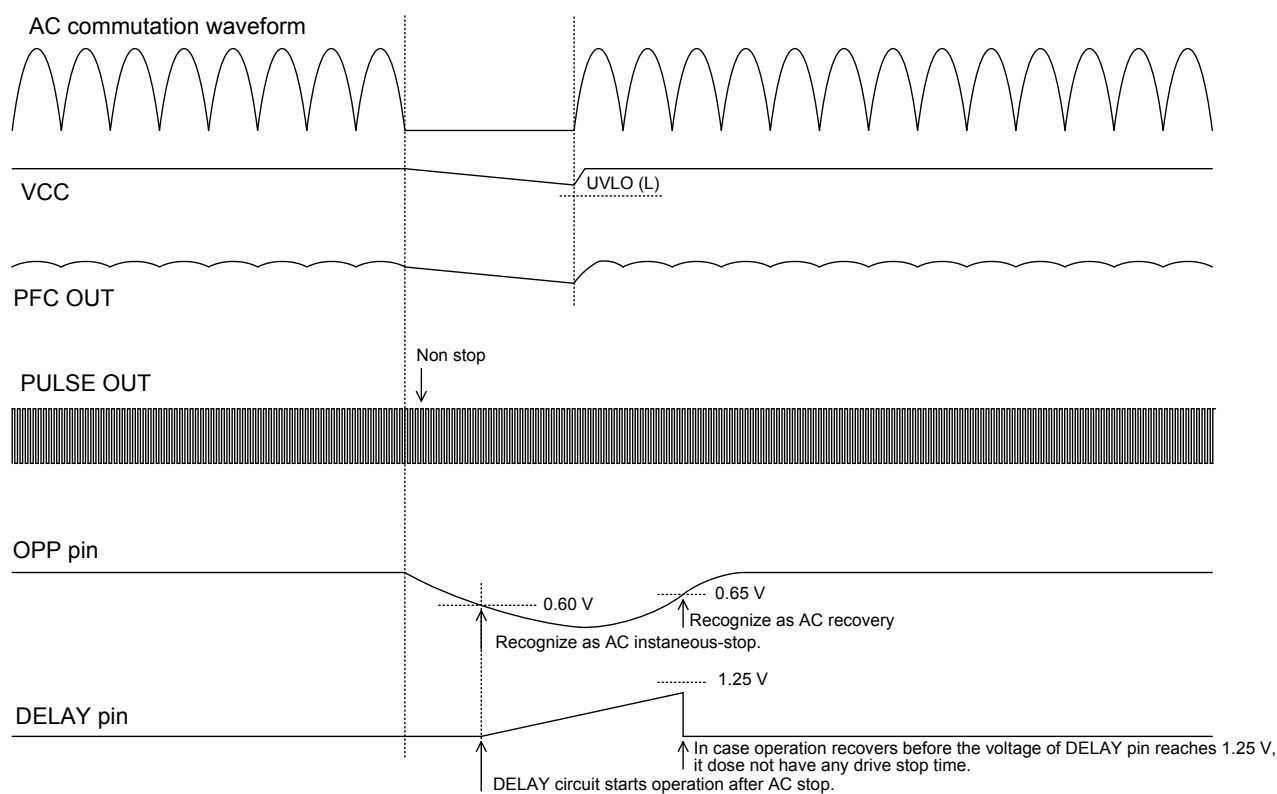 AC commutation waveform
VCC
UVLO (L)
PFC OUT
Non stop
PULSE OUT
OPP pin
0.60 V
0.65 V
Recognize as AC recovery
Recognize as AC instaneous-stop.
1.25 V
DELAY pin
In case operation recovers before the voltage of DELAY pin reaches 1.25 V,
it dose not have any drive stop time.
DELAY circuit starts operation after AC stop.